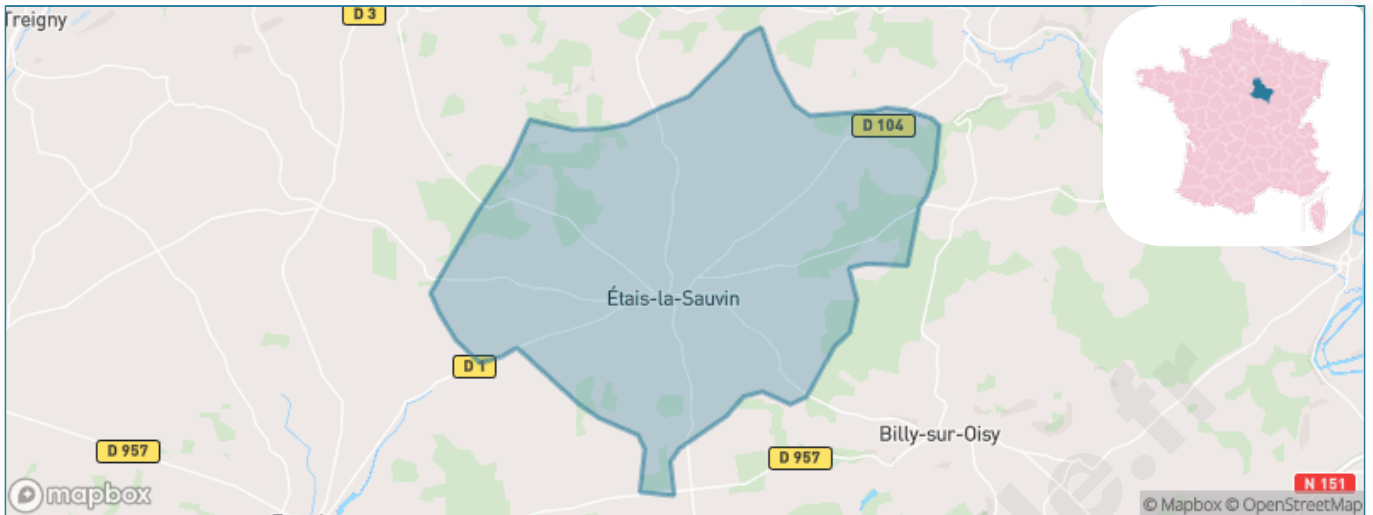 Treigny
D 3
D 104
Étais-la-Sauvin
D 1
Billy-sur-Oisy
D 957
D 957
N 151
mapbox
© Mapbox © OpenStreetMap